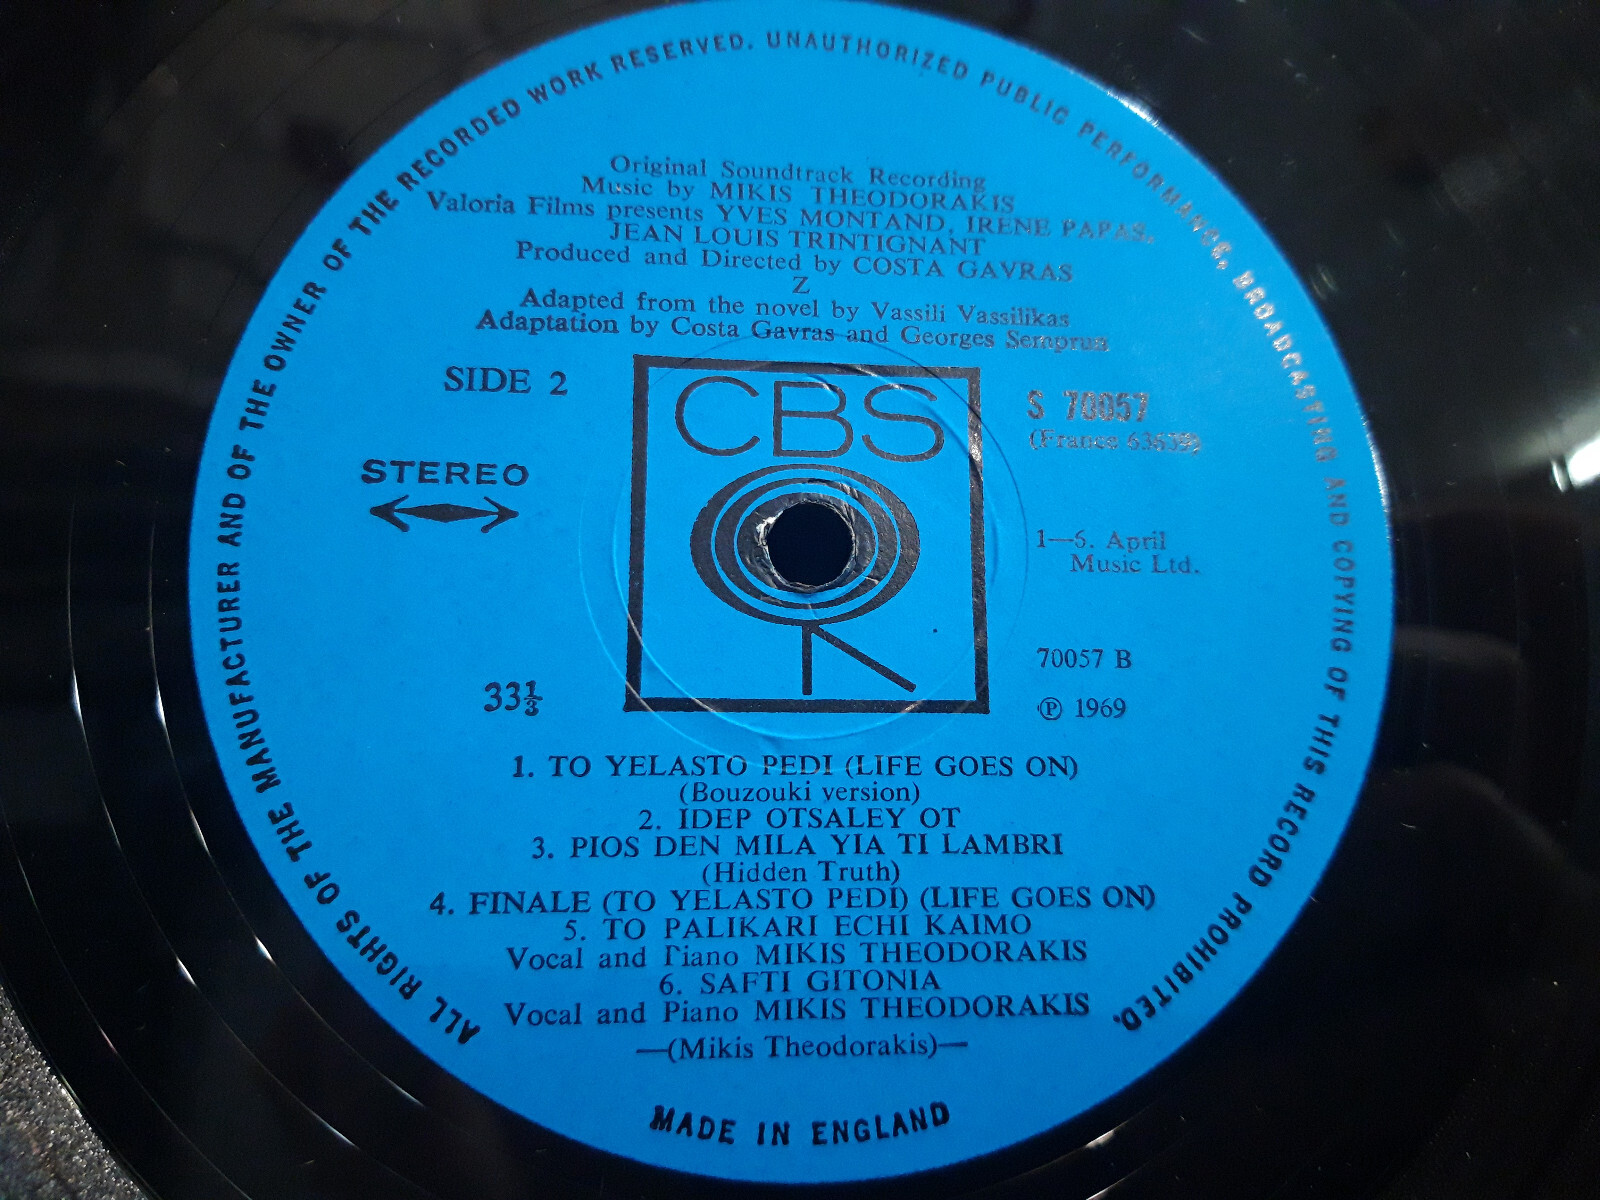 ALL RIGHTS OF THE MANUFACTURER AND OF THE OWNER OF THE RECORDED WORK RESERVED. UNAUTHORIZED PUBLIC PERFORMANCE, BROADCASTING AND COPYING OF THIS RECORD PROHIBITED.
Original Soundtrack Recording
Music by MIKIS THEODORAKIS
Valoria Films presents YVES MONTAND, IRENE PAPAS,
JEAN LOUIS TRINTIGNANT
Produced and Directed by COSTA GAVRAS
Z
Adapted from the novel by Vassili Vassilikas
Adaptation by Costa Gavras and Georges Semprun
SIDE 2
CBS
S 70057
(France
STEREO
1—6. April
Music Ltd.
70057 B
33⅓
℗ 1969
1. TO YELASTO PEDI (LIFE GOES ON)
(Bouzouki version)
2. IDEP OTSALEY OT
3. PIOS DEN MILA YIA TI LAMBRI
(Hidden Truth)
4. FINALE (TO YELASTO PEDI) (LIFE GOES ON)
5. TO PALIKARI ECHI KAIMO
Vocal and Piano MIKIS THEODORAKIS
6. SAFTI GITONIA
Vocal and Piano MIKIS THEODORAKIS
—(Mikis Theodorakis)—
MADE IN ENGLAND